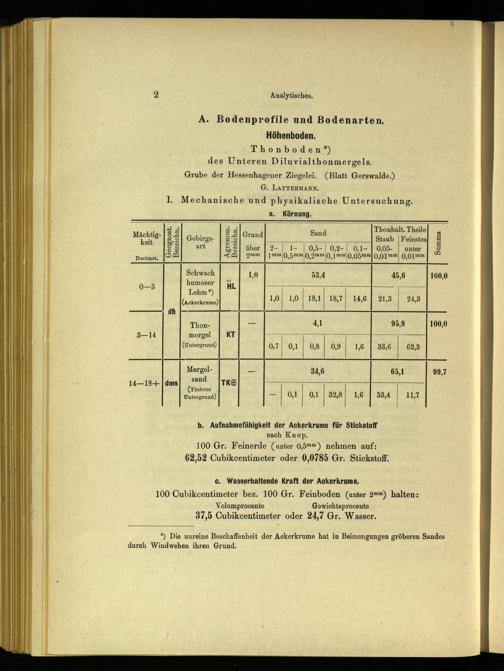 2
Analytisches.
A. Bodenprofile und Bodenarten.
Höhenboden.
Thonboden*)
des Unteren Diluvialthonmergels.
Grube der Hessenhagener Ziegelei. (Blatt Gerswalde.)
G. Lattermann.
I. Mechanische und physikalische Untersuchung.
a. Körnung.
Mächtig-keit Decimet. | Geognost. Bezeichn. | Gebirgs-art | Agronom. Bezeichn. | Grand über 2mm | Sand | Thonhalt. Theile | Summa
2–1mm | 1–0,5mm | 0,5–0,2mm | 0,2–0,1mm | 0,1–0,05mm | Staub 0,05–0,01mm | Feinstes unter 0,01mm
0—3 | dh | Schwach humoser Lehm*) (Ackerkrume) | HL | 1,0 | 53,4 | 45,6 | 100,0
1,0 | 1,0 | 18,1 | 18,7 | 14,6 | 21,3 | 24,3
3—14 | Thon-mergel (Untergrund) | KT | — | 4,1 | 95,9 | 100,0
0,7 | 0,1 | 0,8 | 0,9 | 1,6 | 33,6 | 62,3
14—18+ | dms | Mergel-sand (Tieferer Untergrund) | TKS | — | 34,6 | 65,1 | 99,7
— | 0,1 | 0,1 | 32,8 | 1,6 | 53,4 | 11,7
b. Aufnahmefähigkeit der Ackerkrume für Stickstoff
nach Knop.
100 Gr. Feinerde (unter 0,5mm) nehmen auf:
62,52 Cubikcentimeter oder 0,0785 Gr. Stickstoff.
c. Wasserhaltende Kraft der Ackerkrume.
100 Cubikcentimeter bez. 100 Gr. Feinboden (unter 2mm) halten:
Volumprocente Gewichtsprocente
37,5 Cubikcentimeter oder 24,7 Gr. Wasser.
*) Die unreine Beschaffenheit der Ackerkrume hat in Beimengungen gröberen Sandes
durch Windwehen ihren Grund.